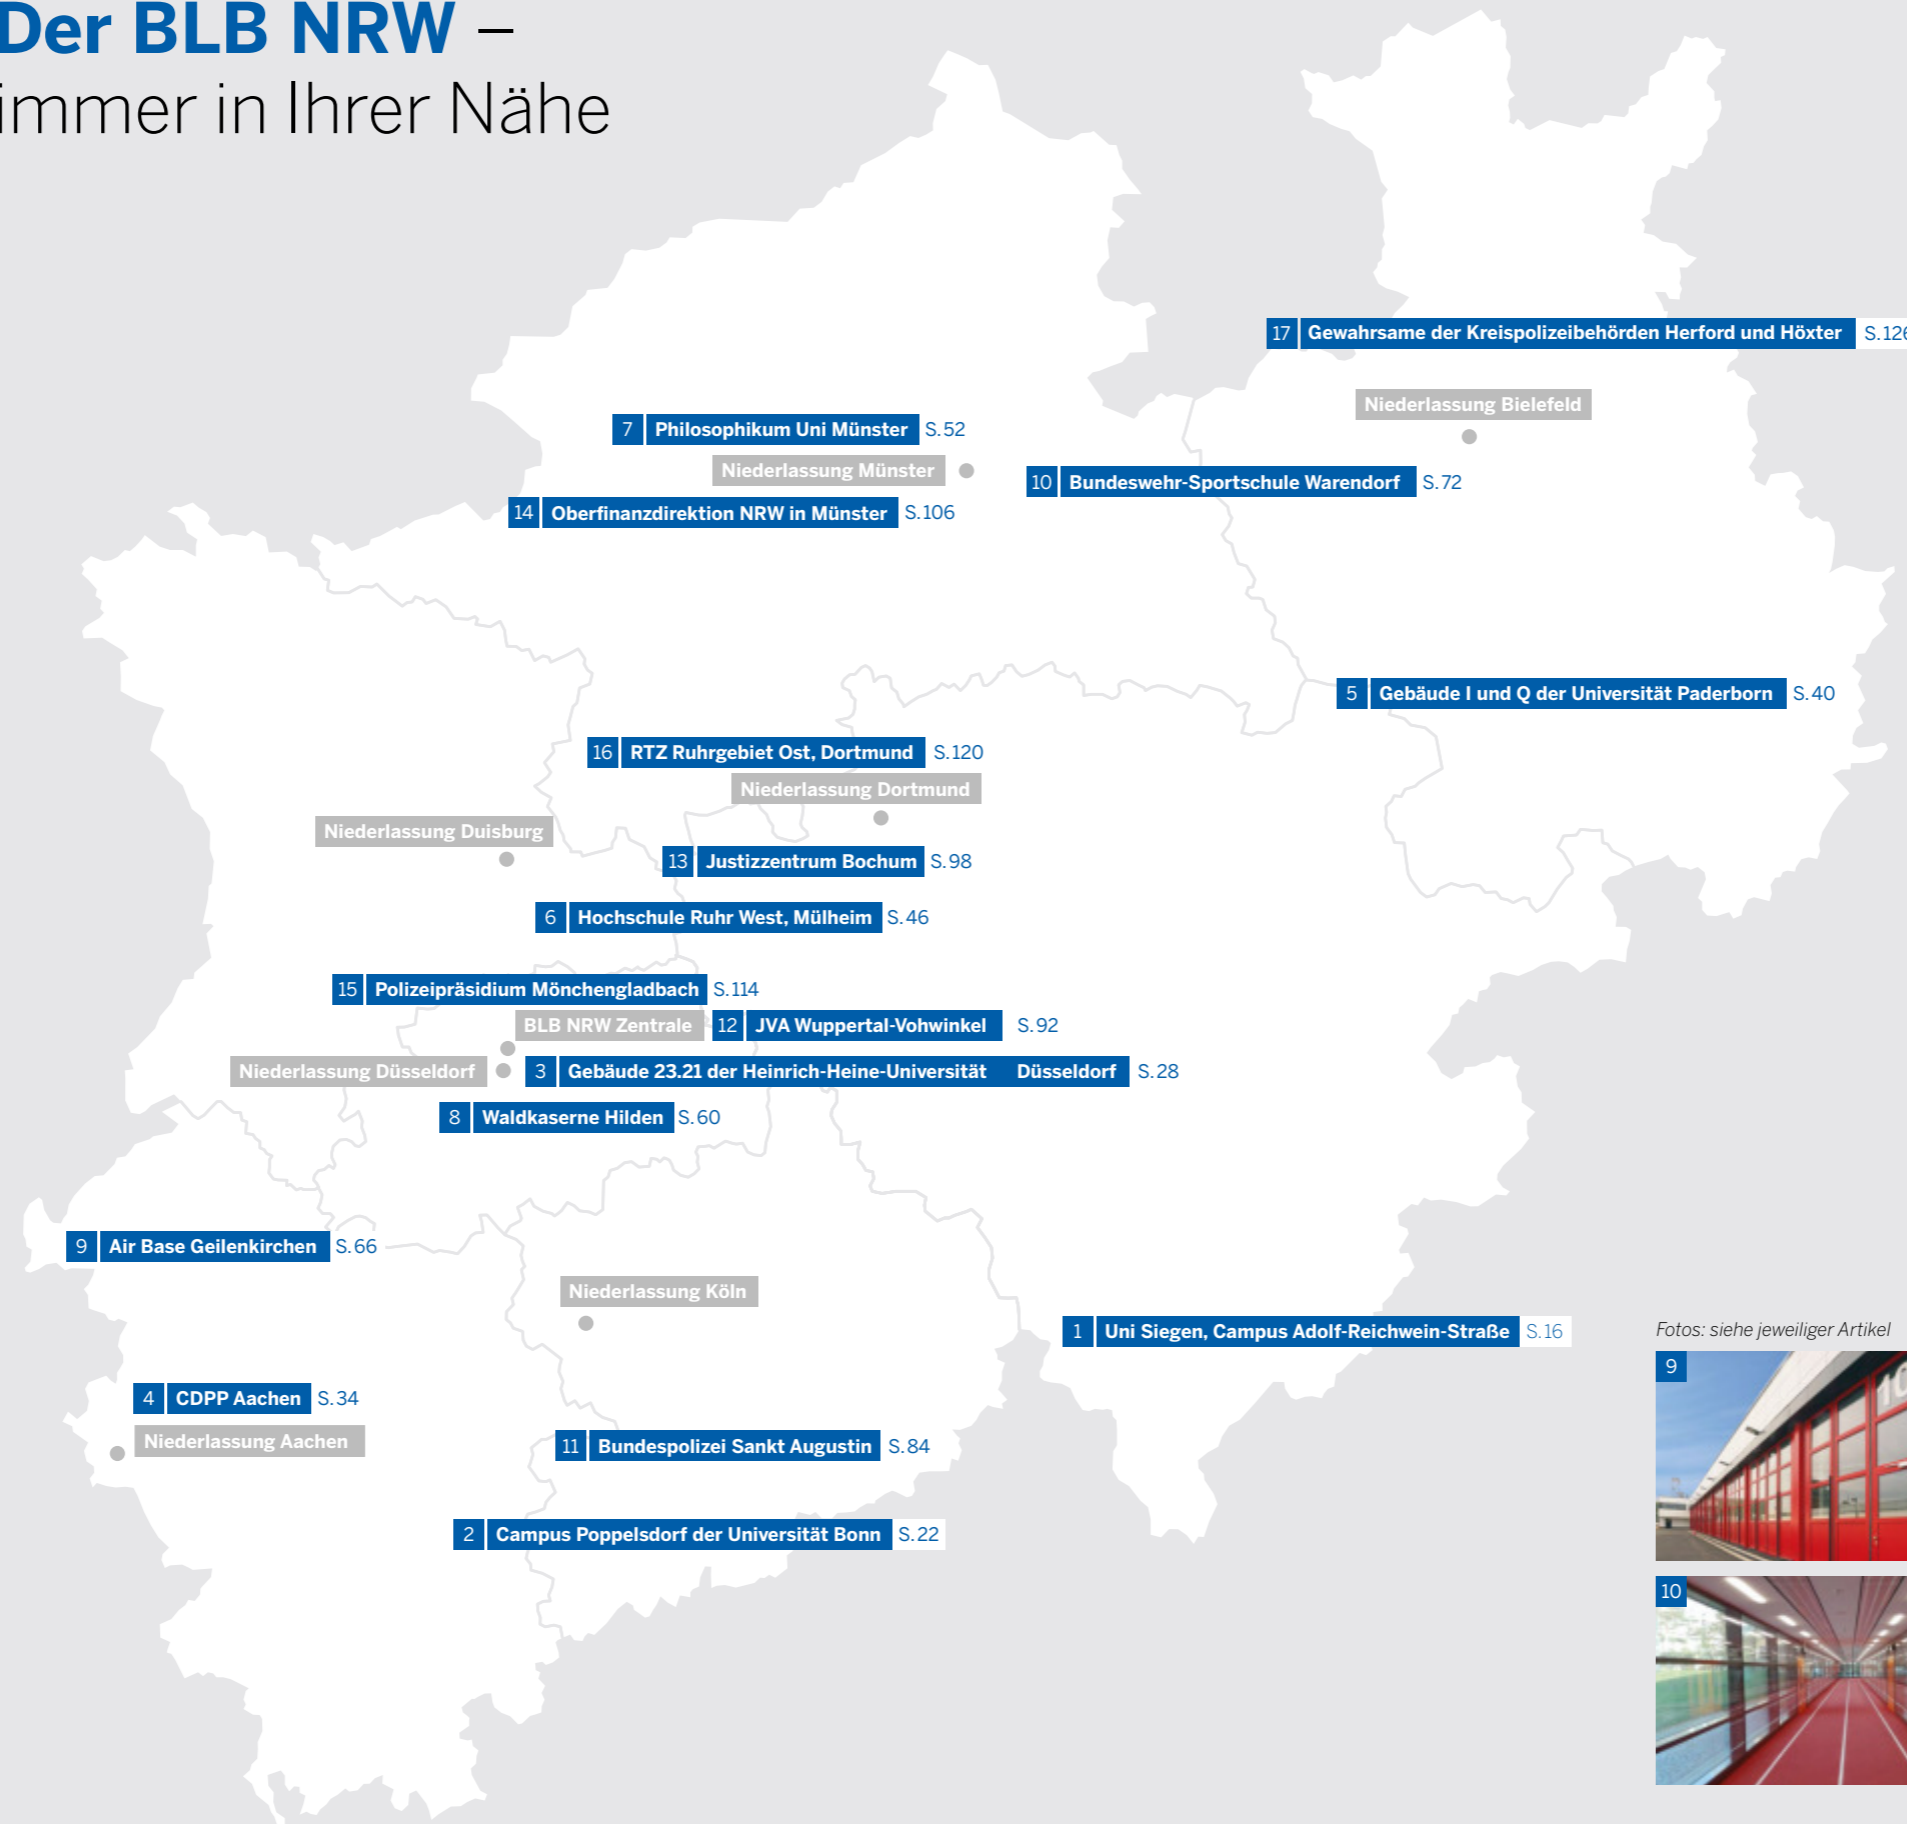 Der BLB NRW –
immer in Ihrer Nähe
17 Gewahrsame der Kreispolizeibehörden Herford und Höxter S.126
Niederlassung Bielefeld
7 Philosophikum Uni Münster S.52
Niederlassung Münster
10 Bundeswehr-Sportschule Warendorf S.72
14 Oberfinanzdirektion NRW in Münster S.106
5 Gebäude I und Q der Universität Paderborn S.40
16 RTZ Ruhrgebiet Ost, Dortmund S.120
Niederlassung Dortmund
Niederlassung Duisburg
13 Justizzentrum Bochum S.98
6 Hochschule Ruhr West, Mülheim S.46
15 Polizeipräsidium Mönchengladbach S.114
BLB NRW Zentrale
12 JVA Wuppertal-Vohwinkel S.92
Niederlassung Düsseldorf
3 Gebäude 23.21 der Heinrich-Heine-Universität Düsseldorf S.28
8 Waldkaserne Hilden S.60
9 Air Base Geilenkirchen S.66
Niederlassung Köln
1 Uni Siegen, Campus Adolf-Reichwein-Straße S.16
4 CDPP Aachen S.34
Niederlassung Aachen
11 Bundespolizei Sankt Augustin S.84
2 Campus Poppelsdorf der Universität Bonn S.22
Fotos: siehe jeweiliger Artikel
9
10
10